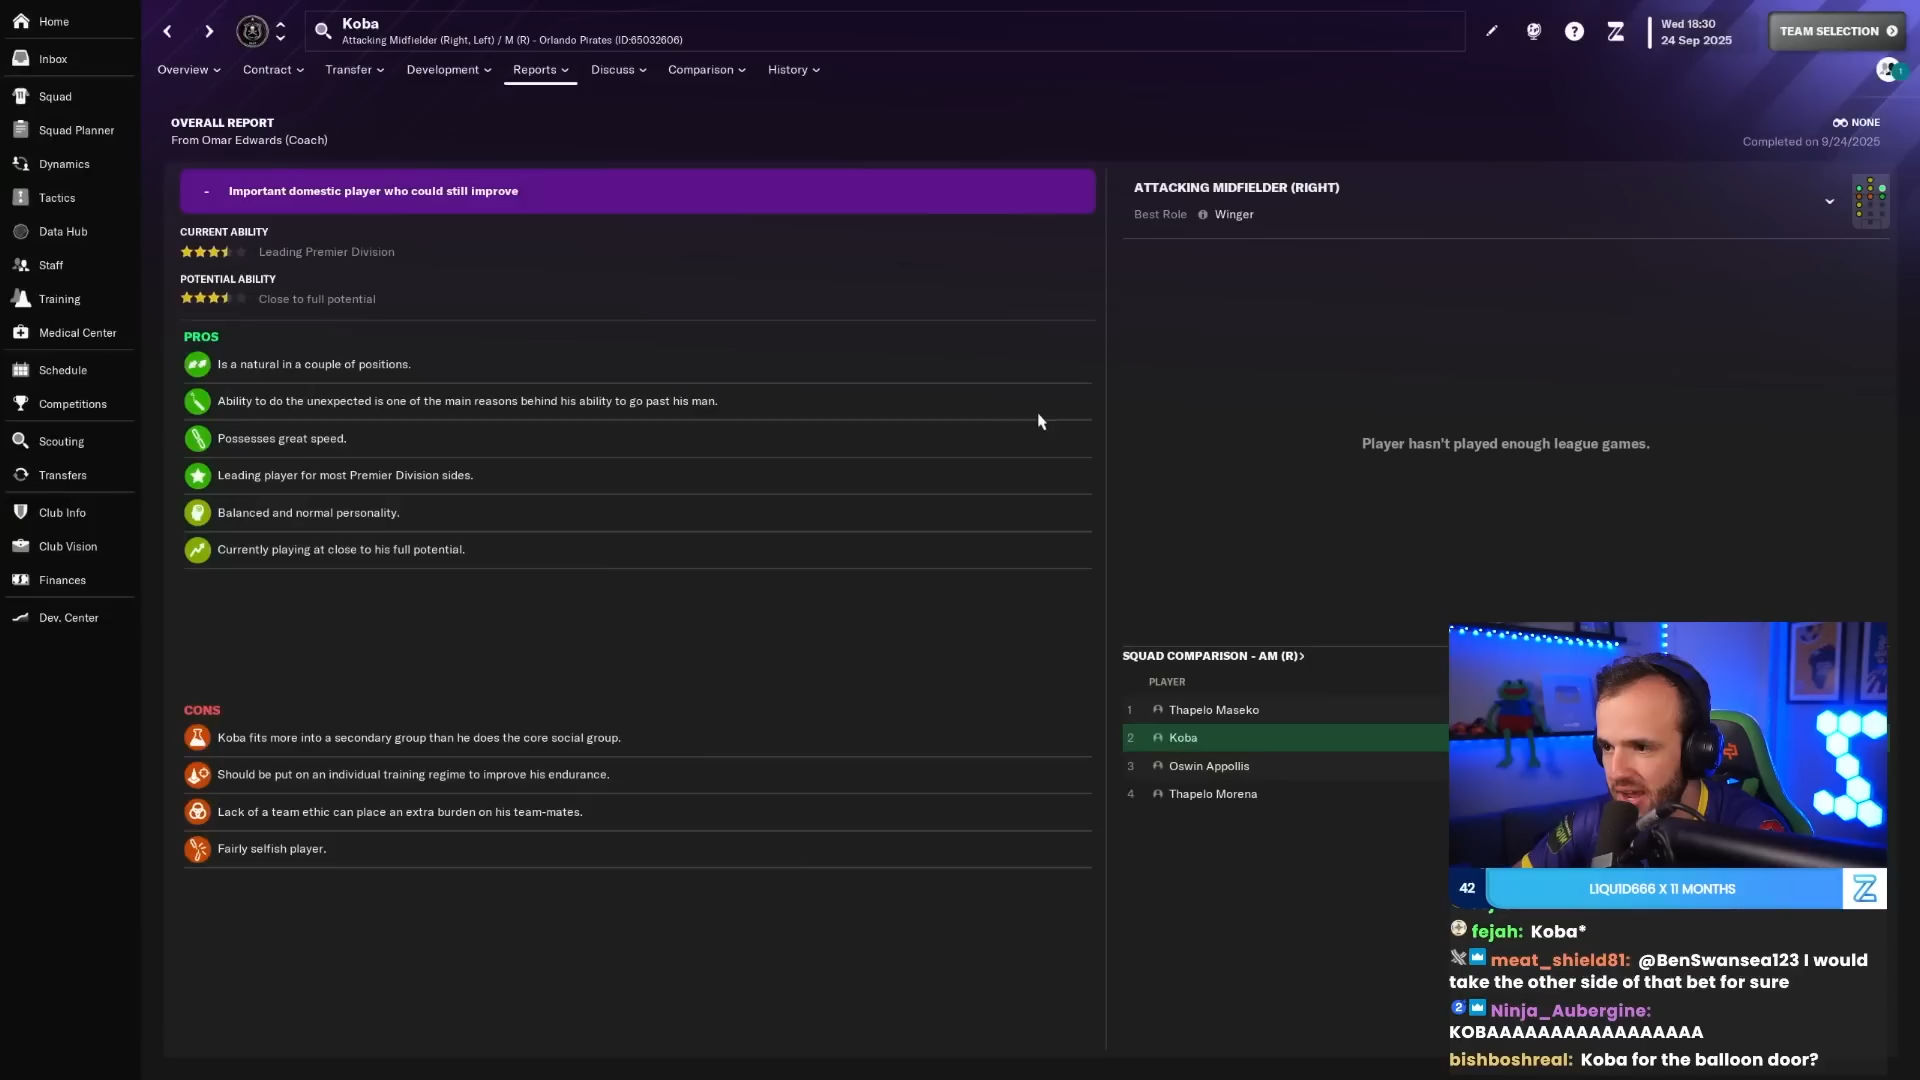 Home
Inbox
Squad
Squad Planner
Dynamics
Tactics
Data Hub
Staff
Training
Medical Center
Schedule
Competitions
Scouting
Transfers
Club Info
Club Vision
Finances
Dev. Center
Koba
Attacking Midfielder (Right, Left) / M (R) - Orlando Pirates (ID:65032606)
Wed 18:30
24 Sep 2025
TEAM SELECTION
1
Overview
Contract
Transfer
Development
Reports
Discuss
Comparison
History
OVERALL REPORT
From Omar Edwards (Coach)
NONE
Completed on 9/24/2025
- Important domestic player who could still improve
CURRENT ABILITY
Leading Premier Division
POTENTIAL ABILITY
Close to full potential
PROS
Is a natural in a couple of positions.
Ability to do the unexpected is one of the main reasons behind his ability to go past his man.
Possesses great speed.
Leading player for most Premier Division sides.
Balanced and normal personality.
Currently playing at close to his full potential.
CONS
Koba fits more into a secondary group than he does the core social group.
Should be put on an individual training regime to improve his endurance.
Lack of a team ethic can place an extra burden on his team-mates.
Fairly selfish player.
ATTACKING MIDFIELDER (RIGHT)
Best Role Winger
Player hasn't played enough league games.
SQUAD COMPARISON - AM (R)>
PLAYER
1 Thapelo Maseko
2 Koba
3 Oswin Appollis
4 Thapelo Morena
42 L1QU1D666 X 11 MONTHS
fejah: Koba*
meat_shield81: @BenSwansea123 I would
take the other side of that bet for sure
2 Ninja_Aubergine:
KOBAAAAAAAAAAAAAAAAA
bishboshreal: Koba for the balloon door?